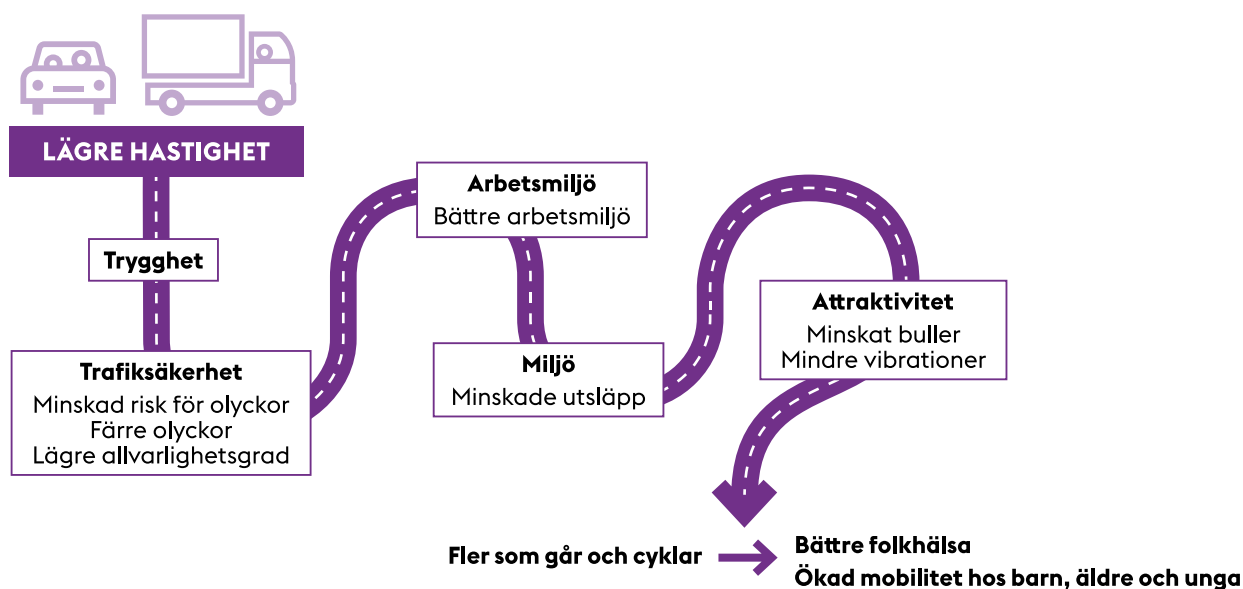 LÄGRE HASTIGHET
Trygghet
Trafiksäkerhet
Minskad risk för olyckor
Färre olyckor
Lägre allvarlighetsgrad
Arbetsmiljö
Bättre arbetsmiljö
Miljö
Minskade utsläpp
Attraktivitet
Minskat buller
Mindre vibrationer
Fler som går och cyklar
Bättre folkhälsa
Ökad mobilitet hos barn, äldre och unga